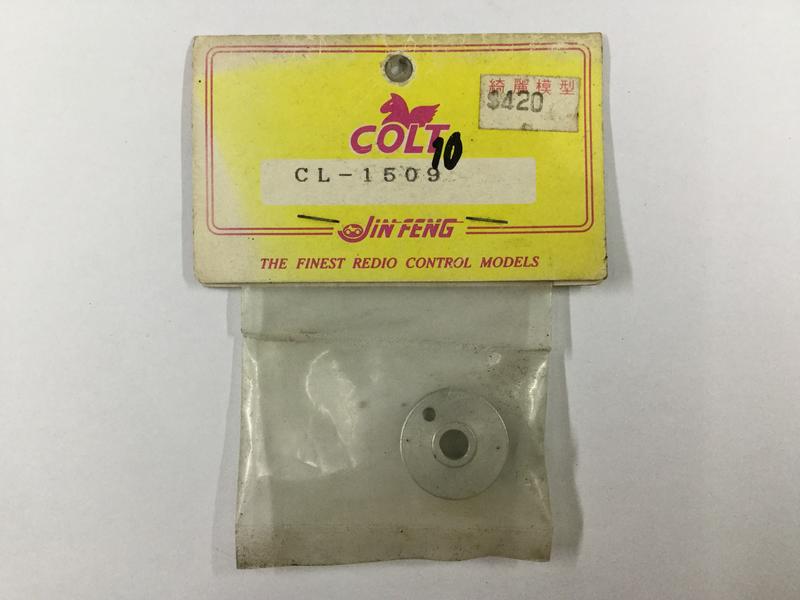 綺麗模型
$420
COLT
10
CL-1509
JIN FENG
THE FINEST REDIO CONTROL MODELS